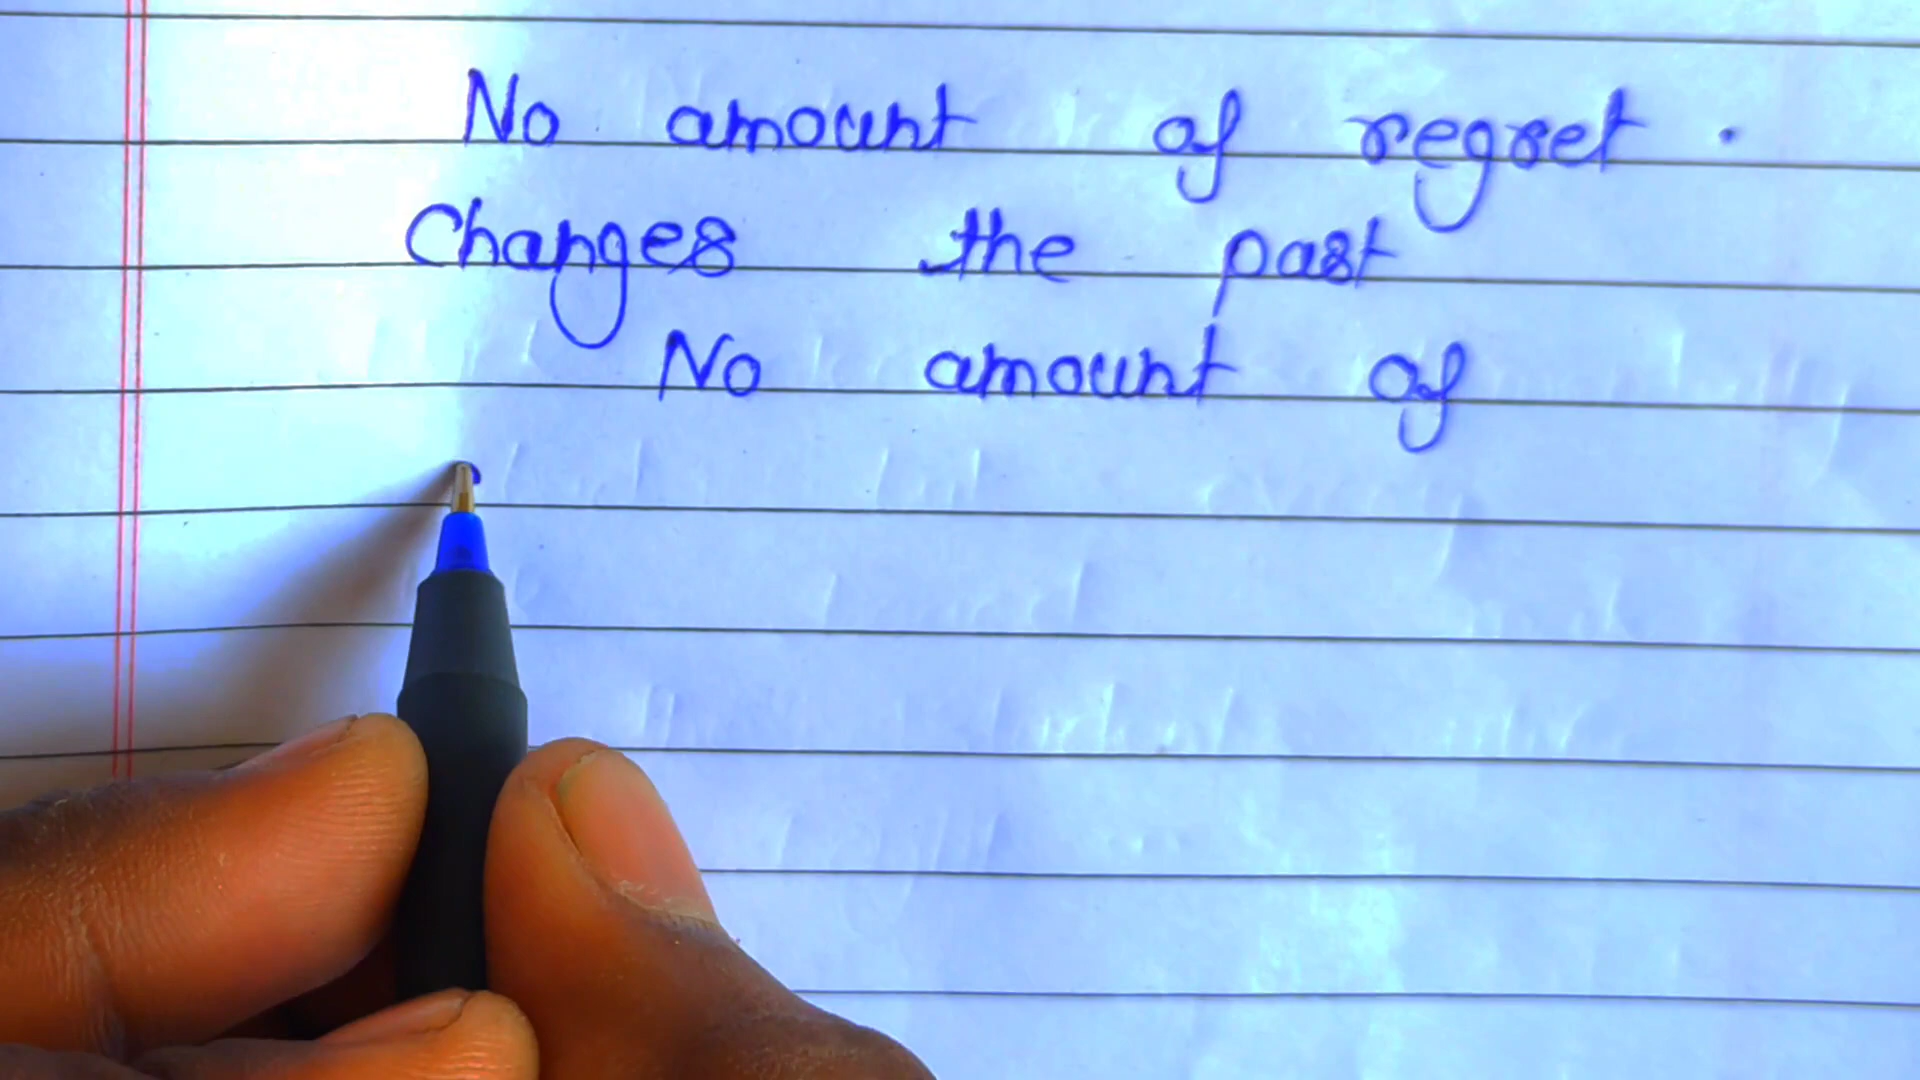 No amount of regret .
Changes the past
No amount of